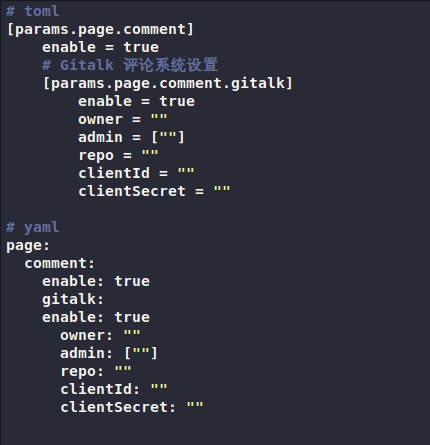 # toml
[params.page.comment]
    enable = true
    # Gitalk 评论系统设置
    [params.page.comment.gitalk]
        enable = true
        owner = ""
        admin = [""]
        repo = ""
        clientId = ""
        clientSecret = ""

# yaml
page:
  comment:
    enable: true
    gitalk:
    enable: true
      owner: ""
      admin: [""]
      repo: ""
      clientId: ""
      clientSecret: ""